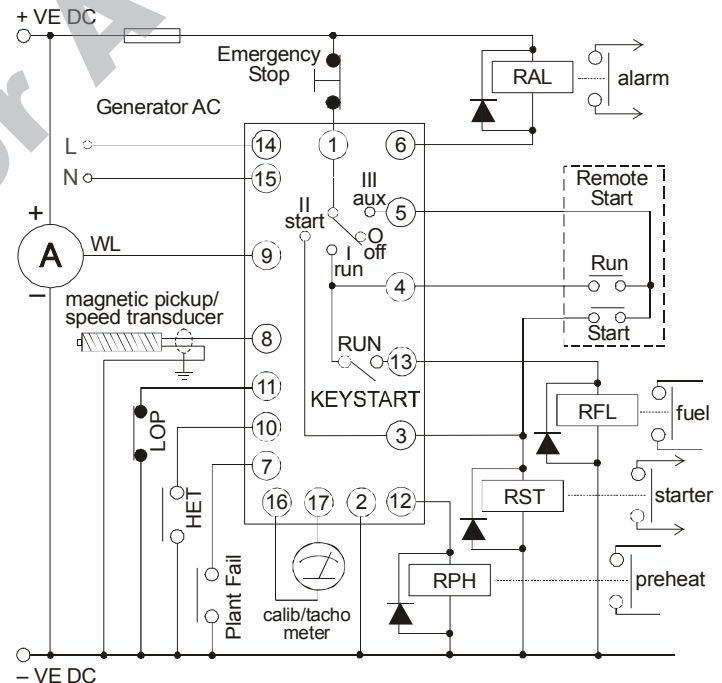 + VE DC
Emergency
Stop
RAL
alarm
Generator AC
L
14
1
6
N
15
Remote
Start
II
start
III
aux
5
+
A
WL
9
O
off
I
run
Run
–
4
magnetic pickup/
speed transducer
Start
8
RUN
13
11
KEYSTART
RFL
fuel
LOP
10
3
7
HET
16
17
2
12
RST
starter
Plant Fail
RPH
preheat
calib/tacho
meter
– VE DC
or A